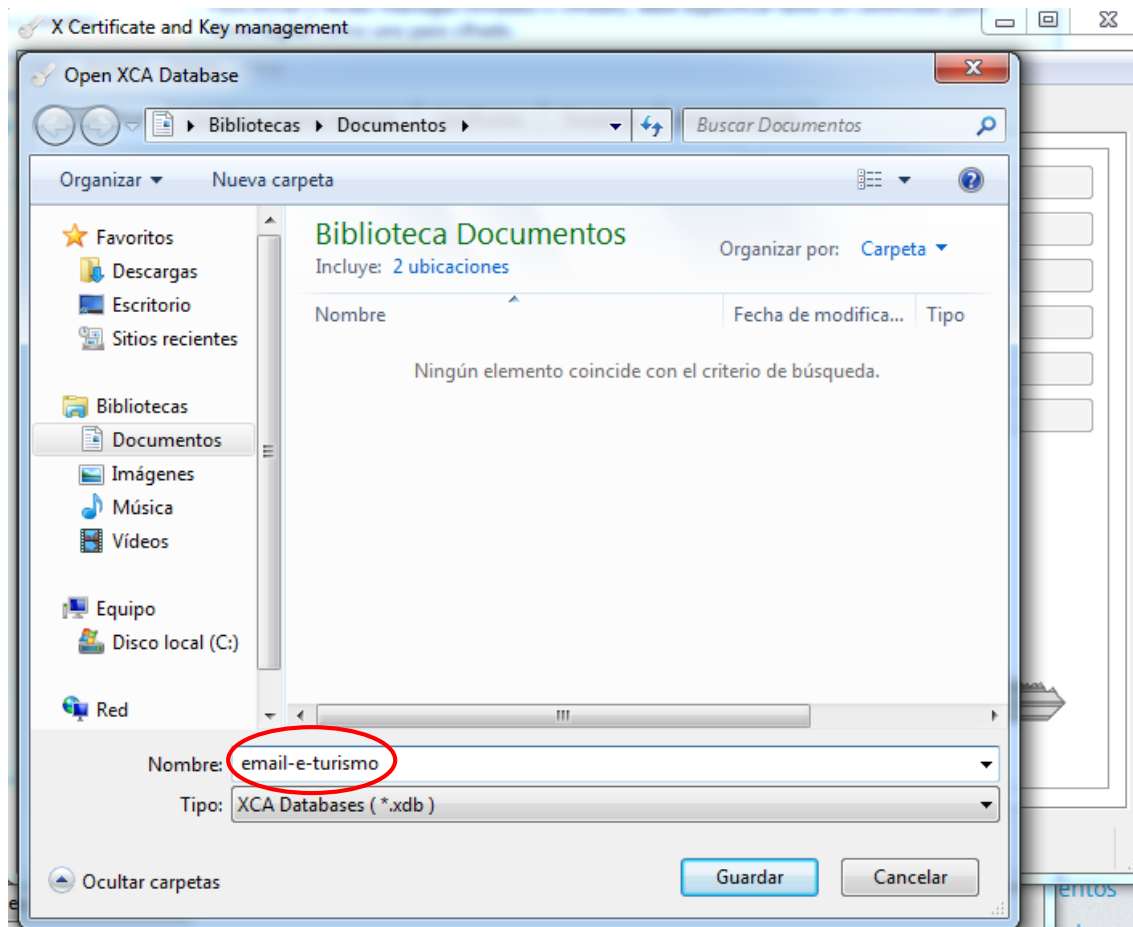 X Certificate and Key management
Open XCA Database
Bibliotecas Documentos
Buscar Documentos
Organizar Nueva carpeta
Favoritos
Descargas
Escritorio
Sitios recientes
Bibliotecas
Documentos
Imágenes
Música
Vídeos
Equipo
Disco local (C:)
Red
Biblioteca Documentos
Incluye: 2 ubicaciones
Organizar por: Carpeta
Nombre Fecha de modifica... Tipo
Ningún elemento coincide con el criterio de búsqueda.
Nombre: email-e-turismo
Tipo: XCA Databases ( *.xdb )
Ocultar carpetas
Guardar Cancelar
entos